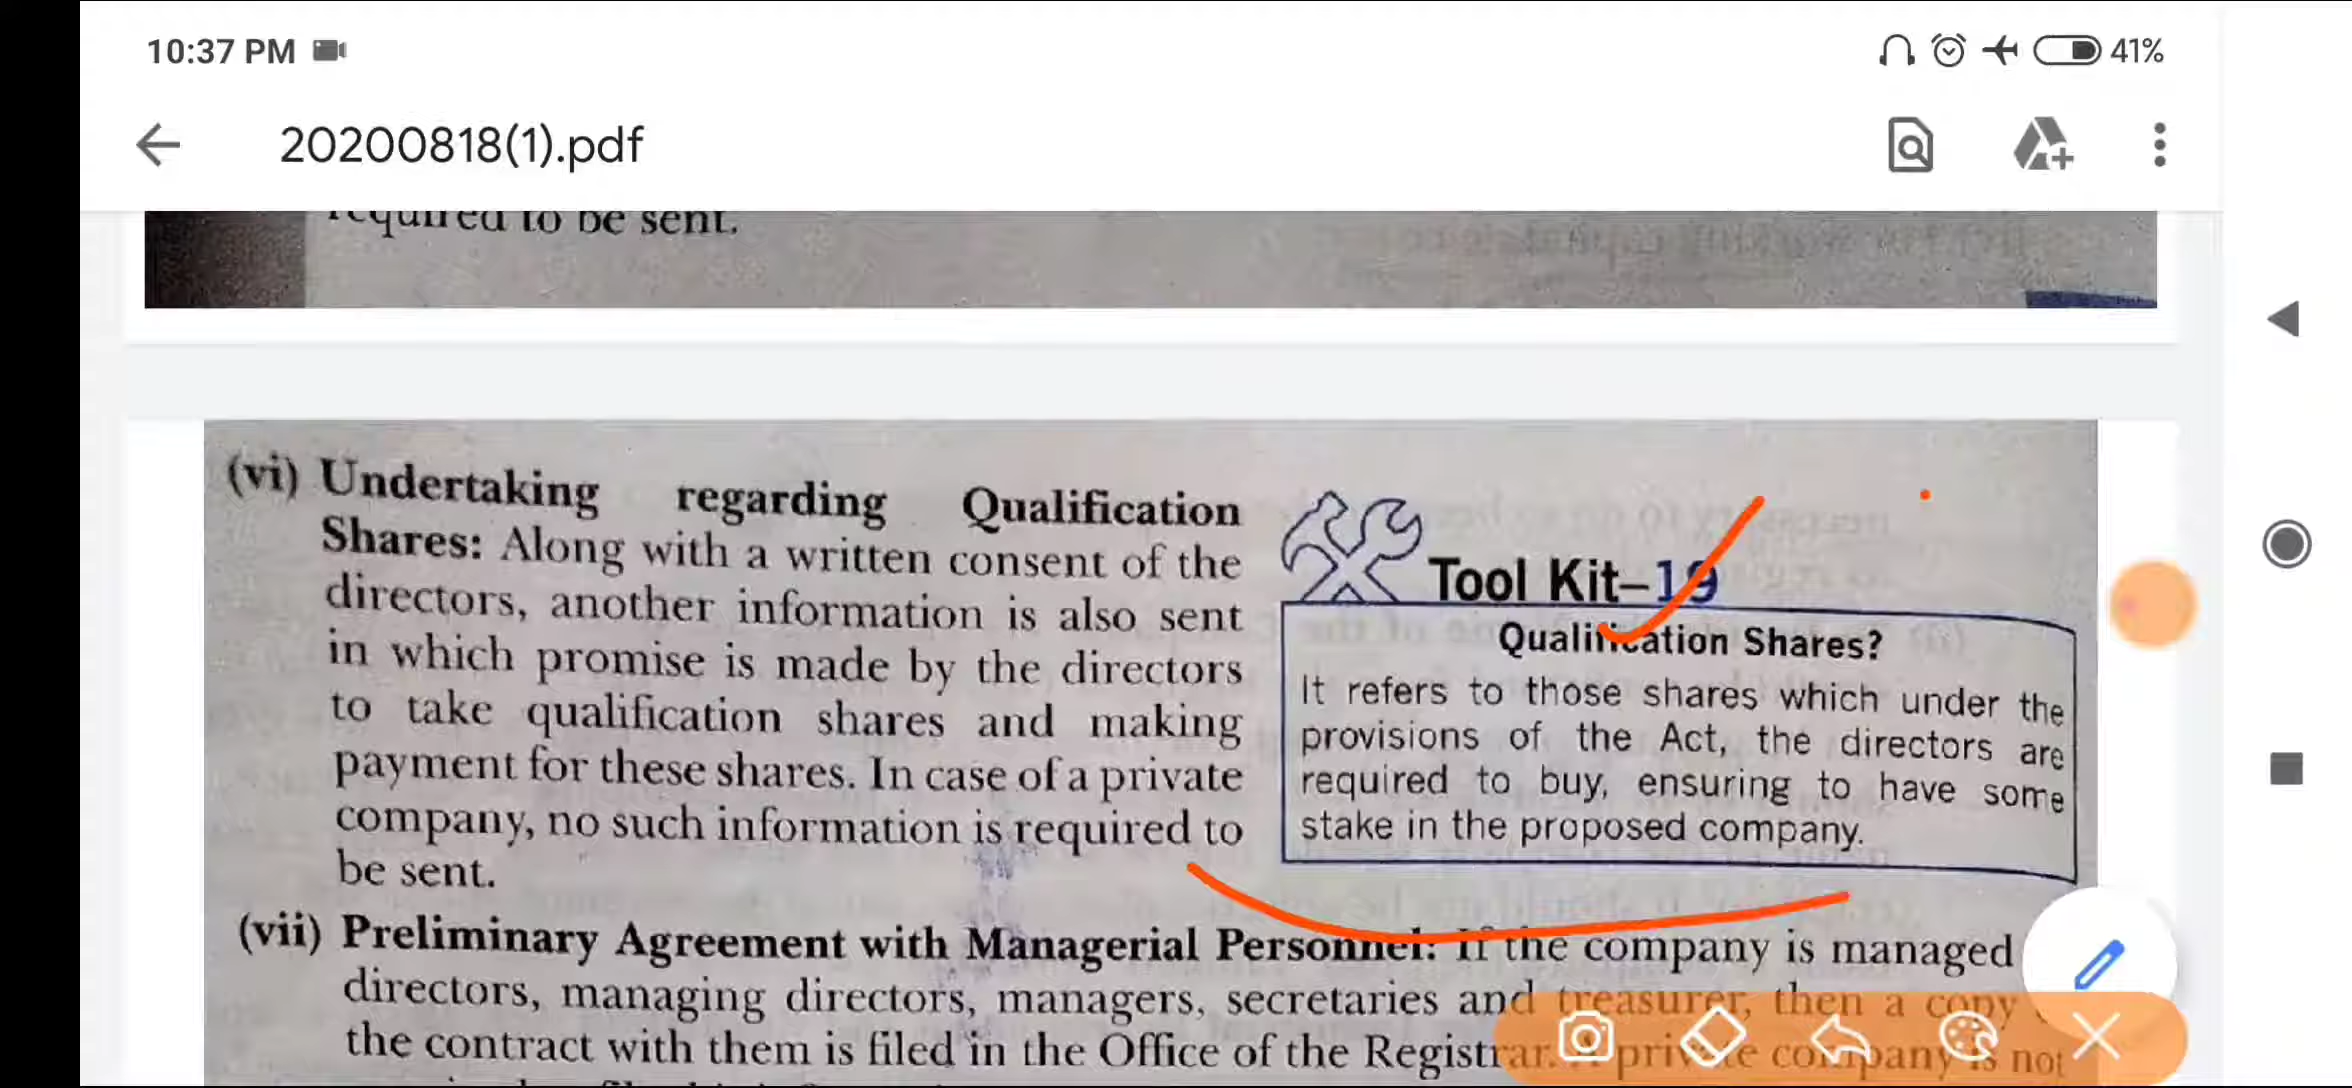 10:37 PM
41%
20200818(1).pdf
required to be sent.
(vi) Undertaking regarding Qualification
Shares: Along with a written consent of the
directors, another information is also sent
in which promise is made by the directors
to take qualification shares and making
payment for these shares. In case of a private
company, no such information is required to
be sent.
Tool Kit-19
Qualification Shares?
It refers to those shares which under the
provisions of the Act, the directors are
required to buy, ensuring to have some
stake in the proposed company.
(vii) Preliminary Agreement with Managerial Personnel: If the company is managed
directors, managing directors, managers, secretaries and treasurer, then a copy
the contract with them is filed in the Office of the Registrar. A private company is not